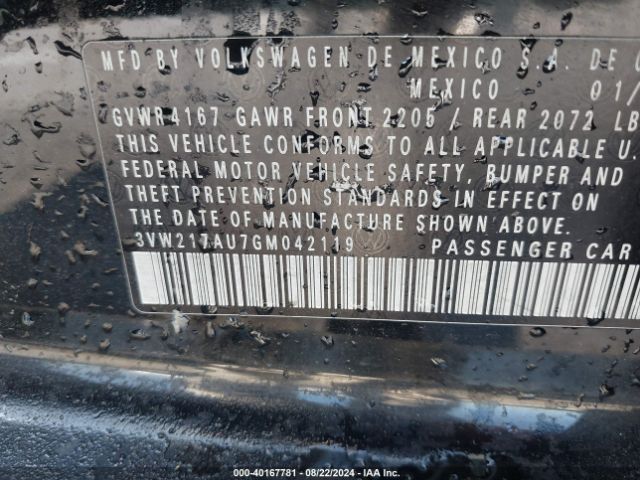 MFD BY VOLKSWAGEN DE MEXICO S.A. DE
MEXICO 01/
GVWR 4167 GAWR FRONT 2205 / REAR 2072 LB
THIS VEHICLE CONFORMS TO ALL APPLICABLE U.
FEDERAL MOTOR VEHICLE SAFETY, BUMPER AND
THEFT PREVENTION STANDARDS IN EFFECT ON
THE DATE OF MANUFACTURE SHOWN ABOVE.
3VW217AU7GM042119 PASSENGER CAR
000-40167781 - 08/22/2024 - IAA Inc.